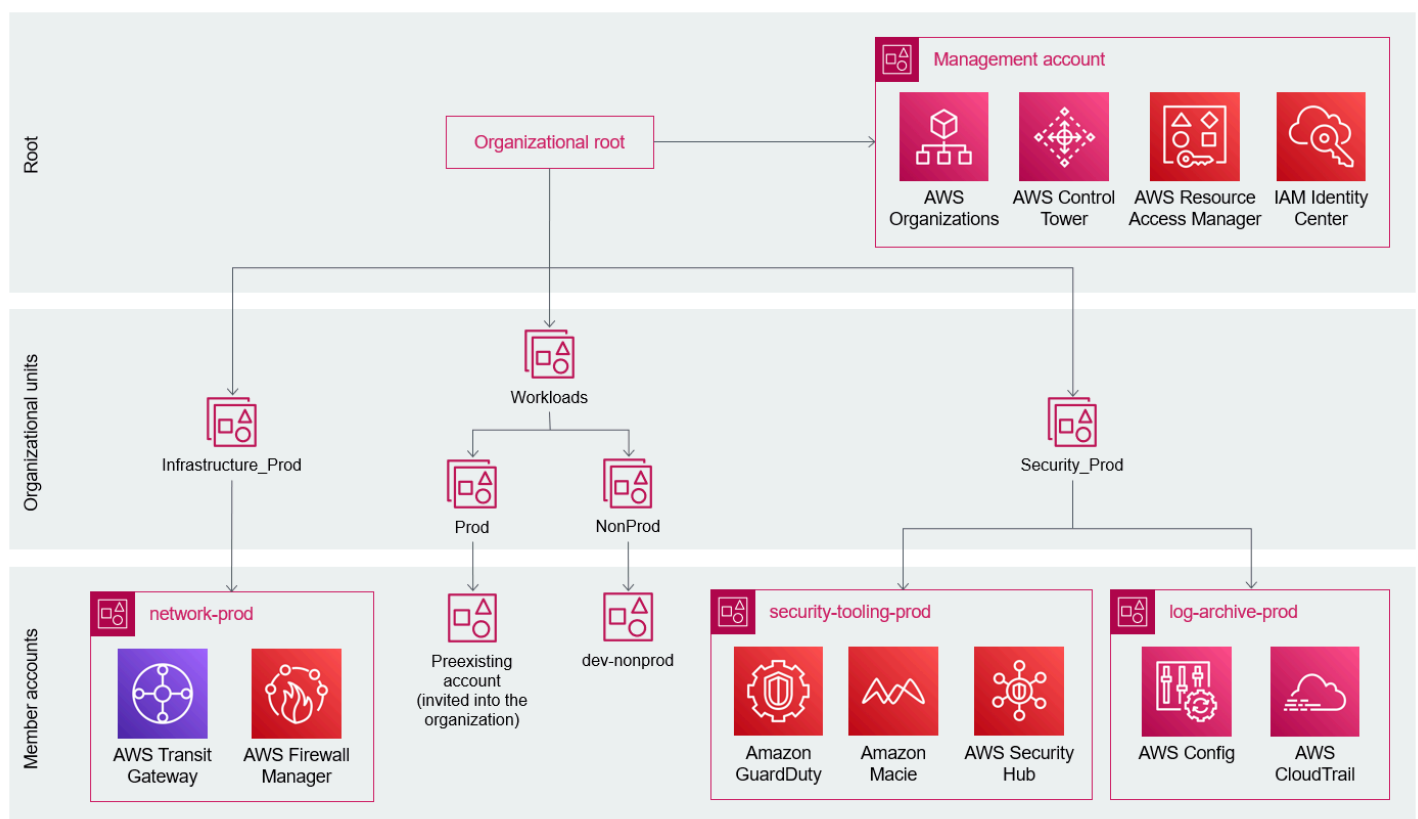 Root
Management account
Organizational root
AWS
Organizations
AWS Control
Tower
AWS Resource
Access Manager
IAM Identity
Center
Organizational units
Workloads
Infrastructure_Prod
Security_Prod
Prod
NonProd
Member accounts
network-prod
AWS Transit
Gateway
AWS Firewall
Manager
Preexisting
account
(invited into the
organization)
dev-nonprod
security-tooling-prod
Amazon
GuardDuty
Amazon
Macie
AWS Security
Hub
log-archive-prod
AWS Config
AWS
CloudTrail